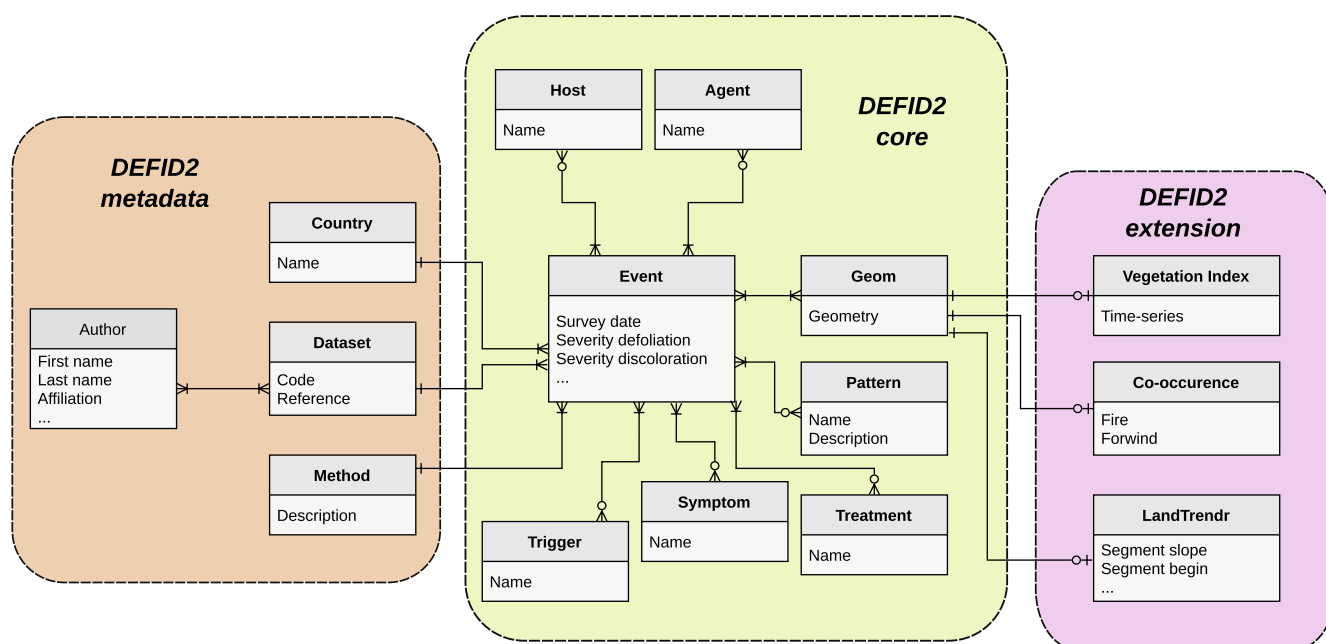 DEFID2
metadata
Country
Name
Author
First name
Last name
Affiliation
...
Dataset
Code
Reference
Method
Description
DEFID2
core
Host
Name
Agent
Name
Event
Survey date
Severity defoliation
Severity discoloration
...
Geom
Geometry
Pattern
Name
Description
Symptom
Name
Treatment
Name
Trigger
Name
DEFID2
extension
Vegetation Index
Time-series
Co-occurence
Fire
Forwind
LandTrendr
Segment slope
Segment begin
...